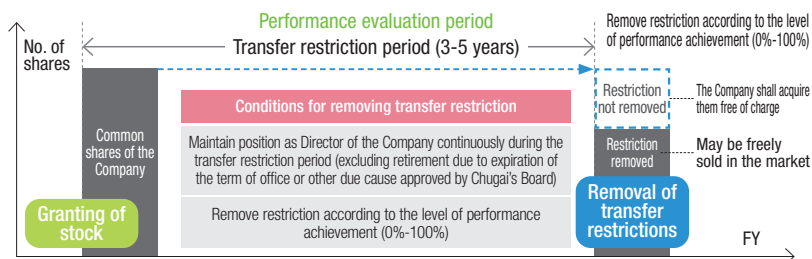 Performance evaluation period
Transfer restriction period (3-5 years)
Remove restriction according to the level
of performance achievement (0%-100%)
No. of
shares
Common
shares of the
Company
Granting of
stock
Conditions for removing transfer restriction
Maintain position as Director of the Company continuously during the
transfer restriction period (excluding retirement due to expiration of
the term of office or other due cause approved by Chugai's Board)
Remove restriction according to the level of performance
achievement (0%-100%)
Restriction
not removed
The Company shall acquire
them free of charge
Restriction
removed
May be freely
sold in the market
Removal of
transfer
restrictions
FY